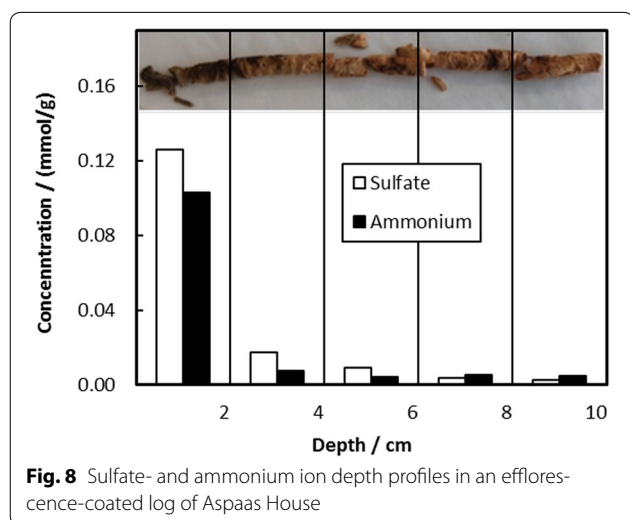 0.16
0.12
0.08
0.04
0.00
Concenntration / (mmol/g)
Sulfate
Ammonium
2 4 6 8 10
Depth / cm
Fig. 8 Sulfate- and ammonium ion depth profiles in an efflores-
cence-coated log of Aspaas House